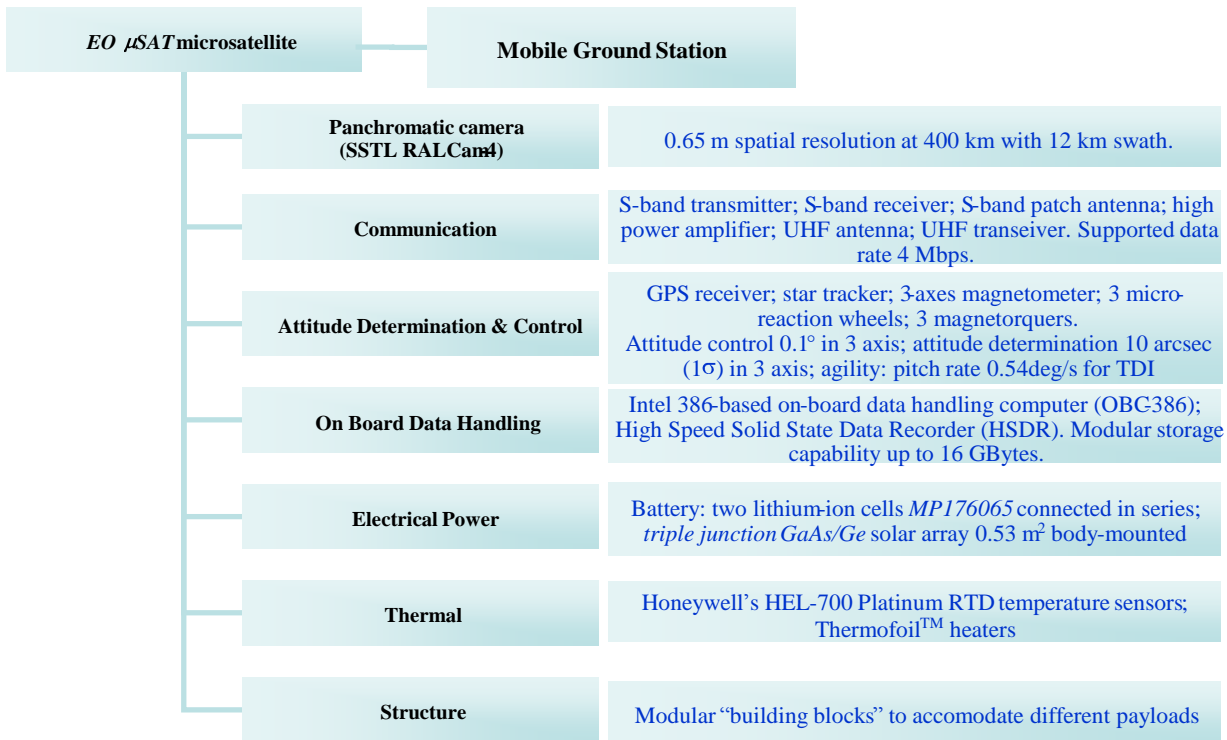 EO μSAT microsatellite
Mobile Ground Station
Panchromatic camera
(SSTL RALCam4)
0.65 m spatial resolution at 400 km with 12 km swath.
Communication
S-band transmitter; S-band receiver; S-band patch antenna; high
power amplifier; UHF antenna; UHF transeiver. Supported data
rate 4 Mbps.
Attitude Determination & Control
GPS receiver; star tracker; 3-axes magnetometer; 3 micro-
reaction wheels; 3 magnetorquers.
Attitude control 0.1° in 3 axis; attitude determination 10 arcsec
(1σ) in 3 axis; agility: pitch rate 0.54deg/s for TDI
On Board Data Handling
Intel 386-based on-board data handling computer (OBC-386);
High Speed Solid State Data Recorder (HSDR). Modular storage
capability up to 16 GBytes.
Electrical Power
Battery: two lithium-ion cells MP176065 connected in series;
triple junction GaAs/Ge solar array 0.53 m² body-mounted
Thermal
Honeywell’s HEL-700 Platinum RTD temperature sensors;
Thermofoil™ heaters
Structure
Modular “building blocks” to accomodate different payloads